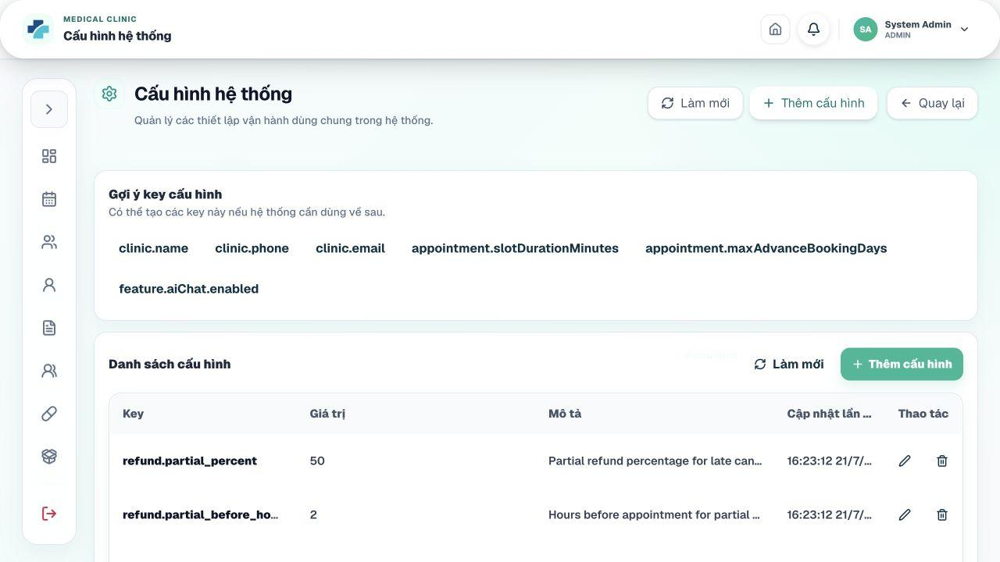 MEDICAL CLINIC
Cấu hình hệ thống
SA
System Admin
ADMIN
Cấu hình hệ thống
Quản lý các thiết lập vận hành dùng chung trong hệ thống.
Làm mới
Thêm cấu hình
Quay lại
Gợi ý key cấu hình
Có thể tạo các key này nếu hệ thống cần dùng về sau.
clinic.name clinic.phone clinic.email appointment.slotDurationMinutes appointment.maxAdvanceBookingDays
feature.aiChat.enabled
Danh sách cấu hình
Làm mới
Thêm cấu hình
Key Giá trị Mô tả Cập nhật lần ... Thao tác
refund.partial_percent 50 Partial refund percentage for late can... 16:23:12 21/7/...
refund.partial_before_ho... 2 Hours before appointment for partial ... 16:23:12 21/7/...